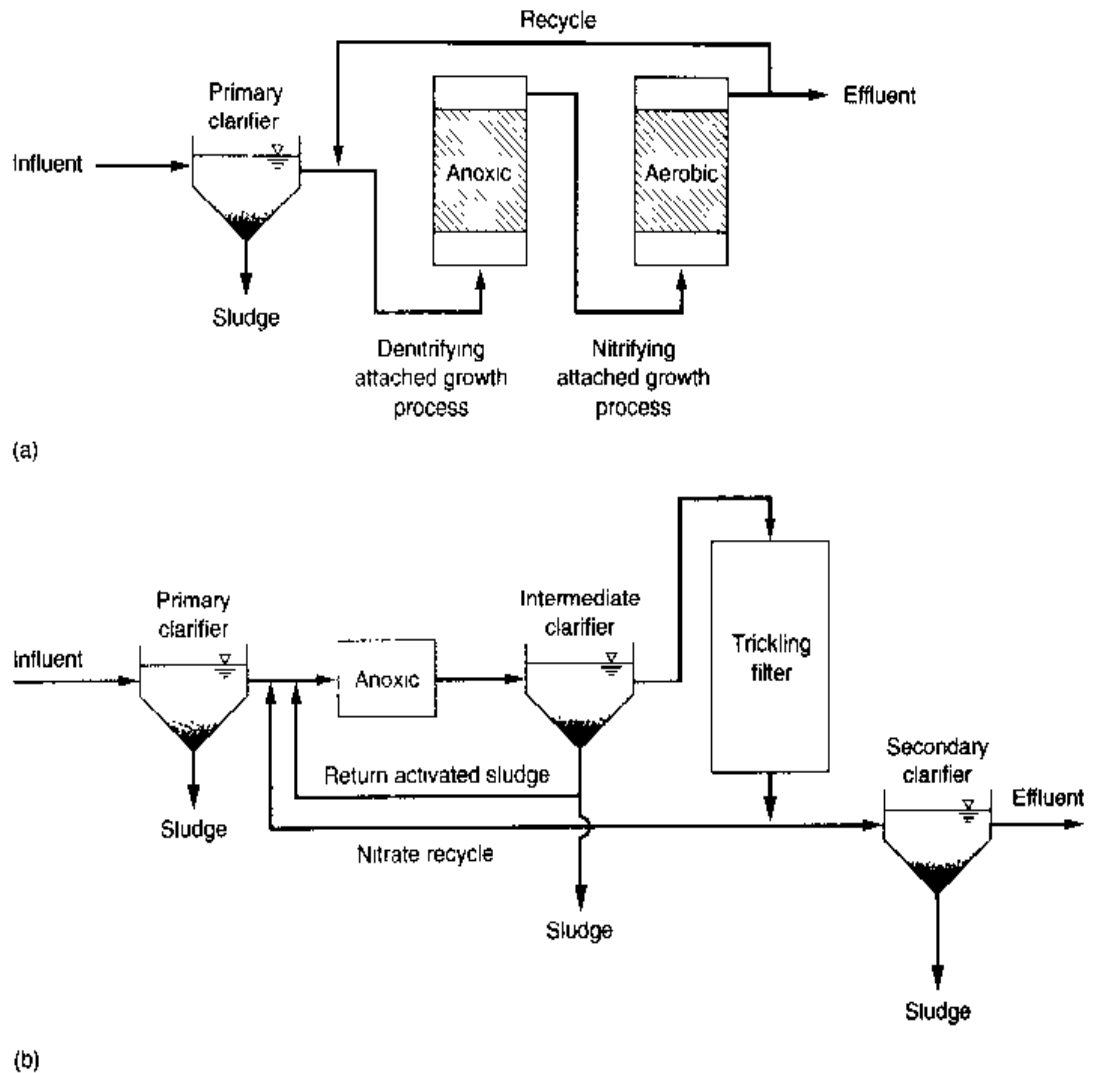 Recycle
Primary
clarifier
Influent
Effluent
Anoxic
Aerobic
Sludge
Denitrifying
attached growth
process
Nitrifying
attached growth
process
(a)
Primary
clarifier
Intermediate
clarifier
Influent
Anoxic
Trickling
filter
Secondary
clarifier
Return activated sludge
Effluent
Sludge
Nitrate recycle
Sludge
Sludge
(b)